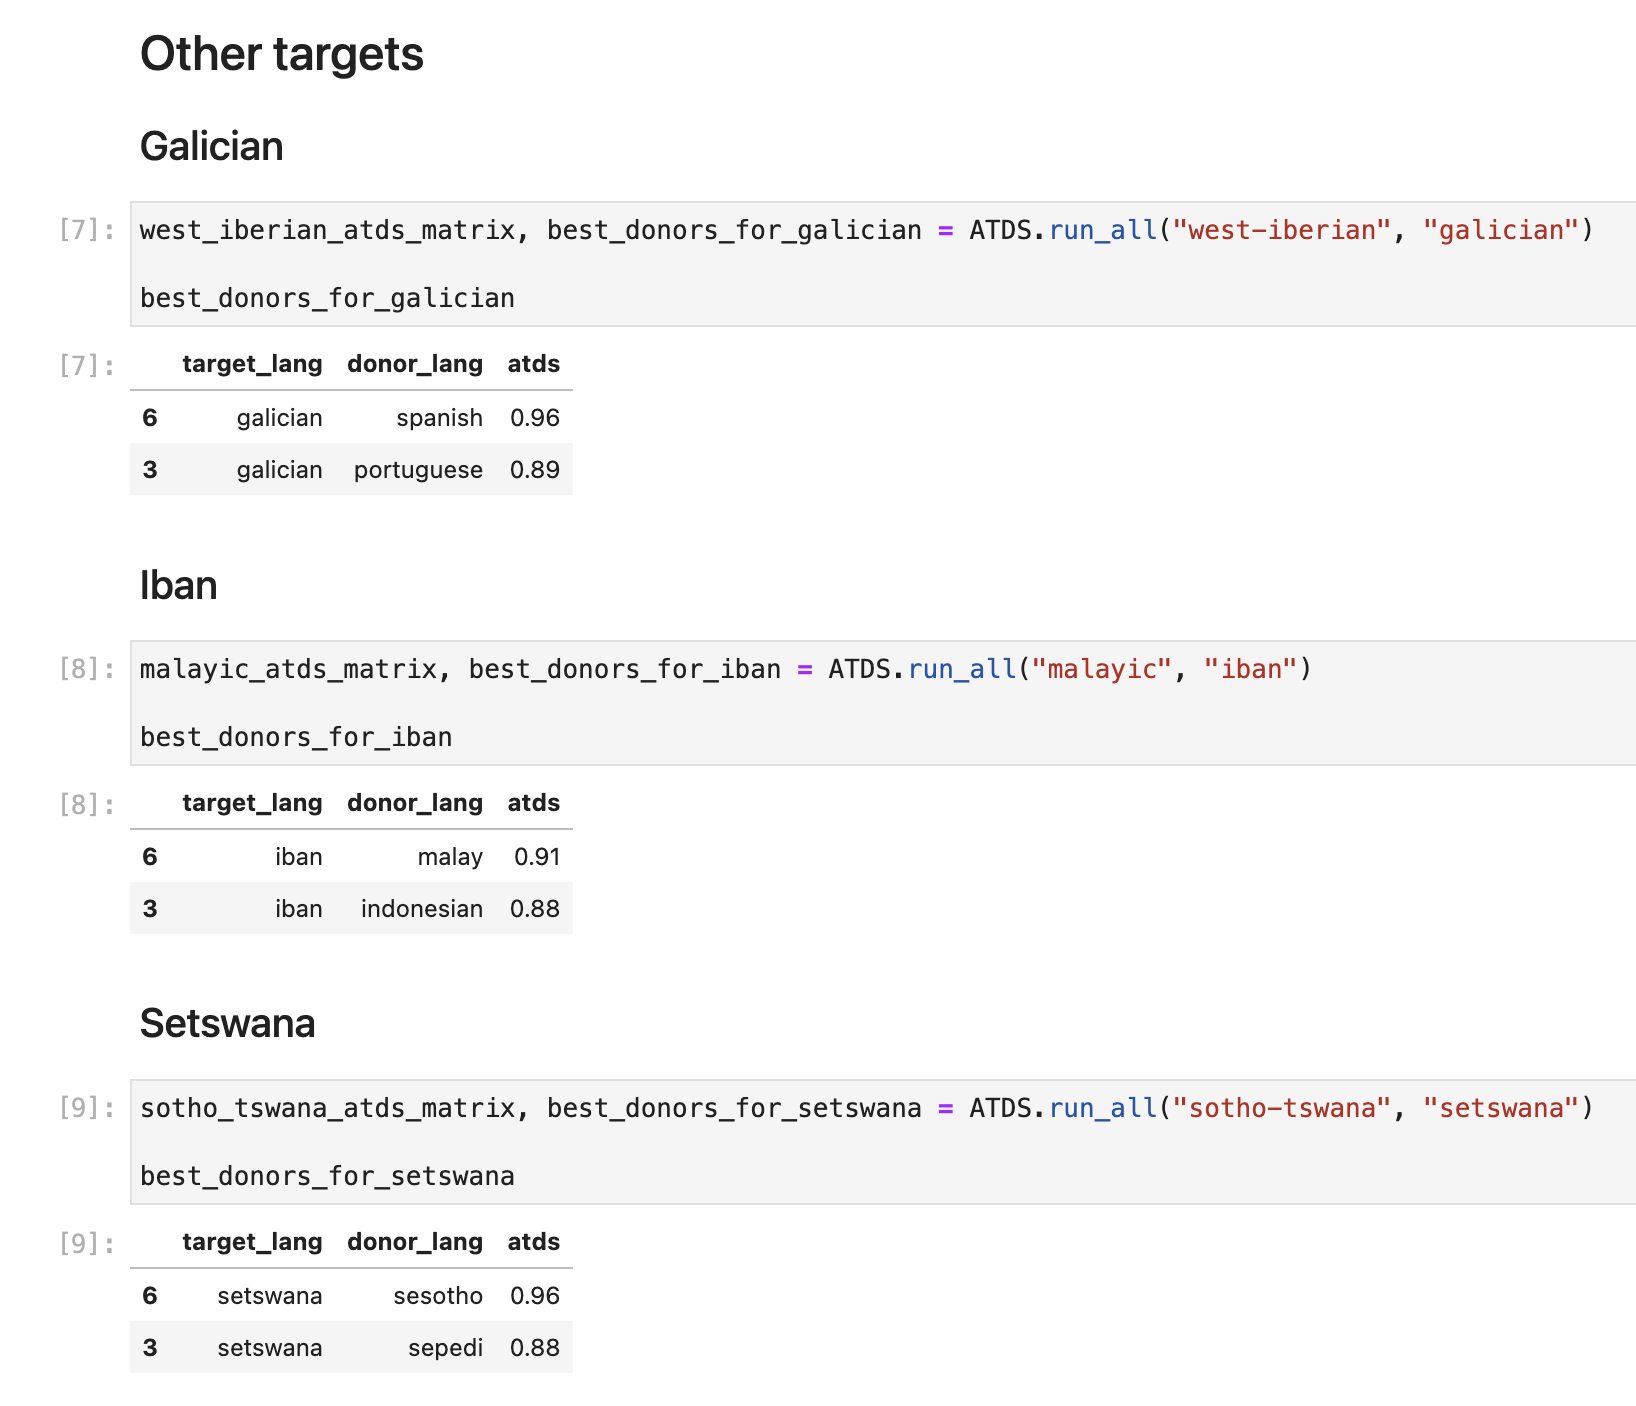 Other targets
Galician
[7]: west_iberian_atds_matrix, best_donors_for_galician = ATDS.run_all("west-iberian", "galician")
best_donors_for_galician
[7]: target_lang donor_lang atds
6 galician spanish 0.96
3 galician portuguese 0.89
Iban
[8]: malayic_atds_matrix, best_donors_for_iban = ATDS.run_all("malayic", "iban")
best_donors_for_iban
[8]: target_lang donor_lang atds
6 iban malay 0.91
3 iban indonesian 0.88
Setswana
[9]: sotho_tswana_atds_matrix, best_donors_for_setswana = ATDS.run_all("sotho-tswana", "setswana")
best_donors_for_setswana
[9]: target_lang donor_lang atds
6 setswana sesotho 0.96
3 setswana sepedi 0.88